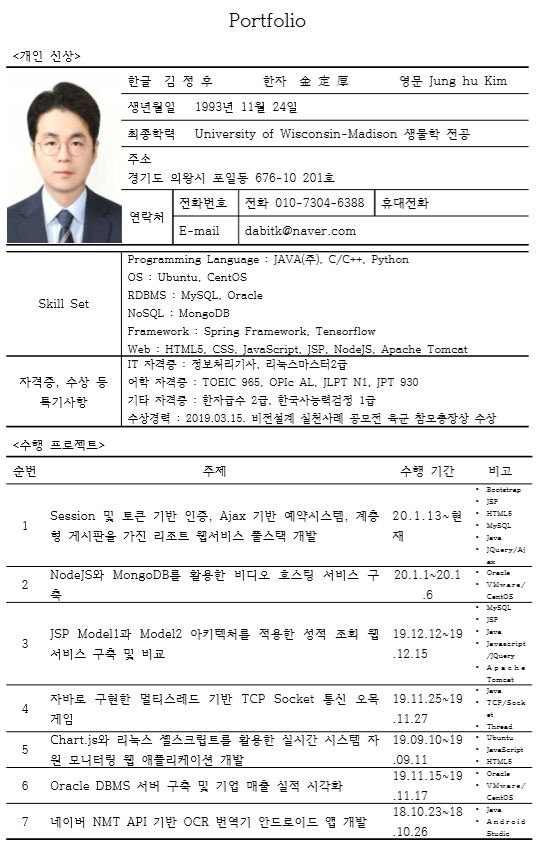 Portfolio
<개인 신상>
한글 김 정 후 한자 金 定 厚 영문 Jung hu Kim
생년월일 1993년 11월 24일
최종학력 University of Wisconsin-Madison 생물학 전공
주소
경기도 의왕시 포일동 676-10 201호
연락처 전화번호 전화 010-7304-6388 휴대전화
E-mail dabitk@naver.com
Skill Set
Programming Language : JAVA(주), C/C++, Python
OS : Ubuntu, CentOS
RDBMS : MySQL, Oracle
NoSQL : MongoDB
Framework : Spring Framework, Tensorflow
Web : HTML5, CSS, JavaScript, JSP, NodeJS, Apache Tomcat
자격증, 수상 등
특기사항
IT 자격증 : 정보처리기사, 리눅스마스터2급
어학 자격증 : TOEIC 965, OPIc AL, JLPT N1, JPT 930
기타 자격증 : 한자급수 2급, 한국사능력검정 1급
수상경력 : 2019.03.15. 비전설계 실천사례 공모전 육군 참모총장상 수상
<수행 프로젝트>
순번 주제 수행 기간 비고
1
Session 및 토큰 기반 인증, Ajax 기반 예약시스템, 계층
형 게시판을 가진 리조트 웹서비스 풀스택 개발
20.1.13~현
재
• Bootstrap
• JSP
• HTML5
• MySQL
• Java
• JQuery/Aj
ax
2
NodeJS와 MongoDB를 활용한 비디오 호스팅 서비스 구
축
20.1.1~20.1
.6
• Oracle
• VMware/
CentOS
3
JSP Model1과 Model2 아키텍처를 적용한 성적 조회 웹
서비스 구축 및 비교
19.12.12~19
.12.15
• MySQL
• JSP
• Java
• Javascript
/JQuery
• Apache
Tomcat
4
자바로 구현한 멀티스레드 기반 TCP Socket 통신 오목
게임
19.11.25~19
.11.27
• Java
• TCP/Sock
et
• Thread
5
Chart.js와 리눅스 셸스크립트를 활용한 실시간 시스템 자
원 모니터링 웹 애플리케이션 개발
19.09.10~19
.09.11
• Ubuntu
• JavaScript
• HTML5
6
Oracle DBMS 서버 구축 및 기업 매출 실적 시각화
19.11.15~19
.11.17
• Oracle
• VMware/
CentOS
7
네이버 NMT API 기반 OCR 번역기 안드로이드 앱 개발
18.10.23~18
.10.26
• Java
• Android
Studio